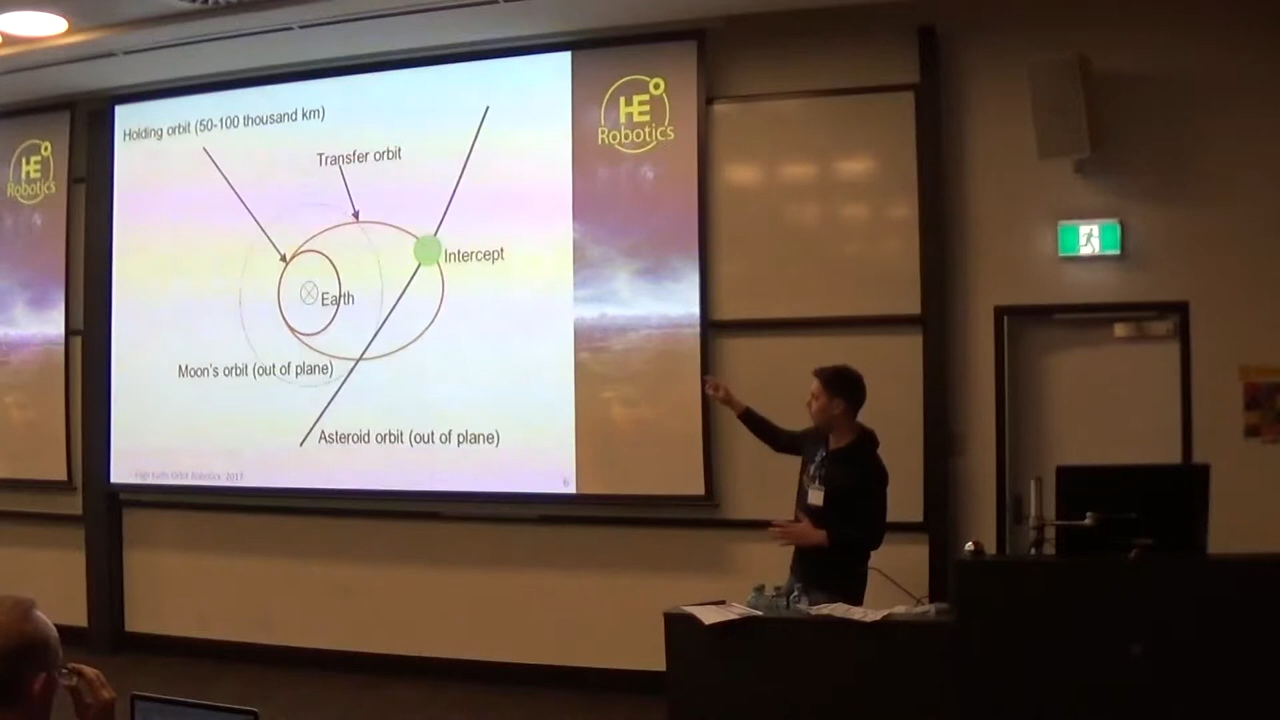 Holding orbit (50-100 thousand km)
Transfer orbit
Intercept
Earth
Moon's orbit (out of plane)
Asteroid orbit (out of plane)
High Earth Orbit Robotics, 2017
6
HE
Robotics
HE
Robotics